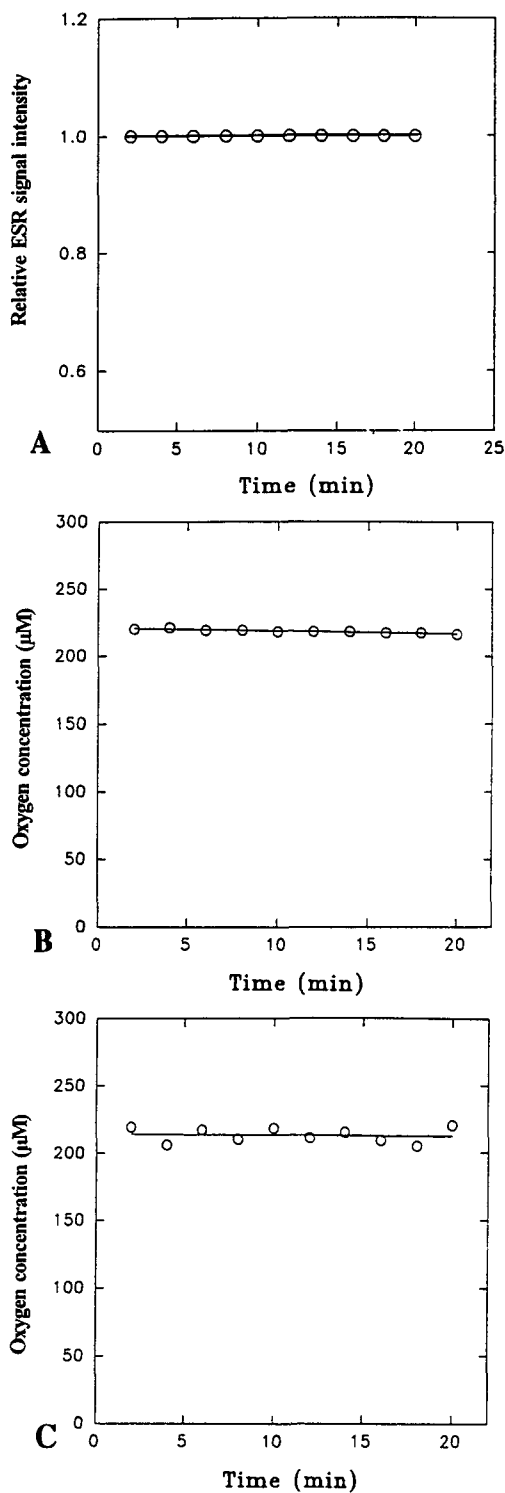 Relative ESR signal intensity
1.2
1.0
0.8
0.6
0 5 10 15 20 25
A
Time (min)
Oxygen concentration (µM)
300
250
200
150
100
50
0
0 5 10 15 20
B
Time (min)
Oxygen concentration (µM)
300
250
200
150
100
50
0
0 5 10 15 20
C
Time (min)